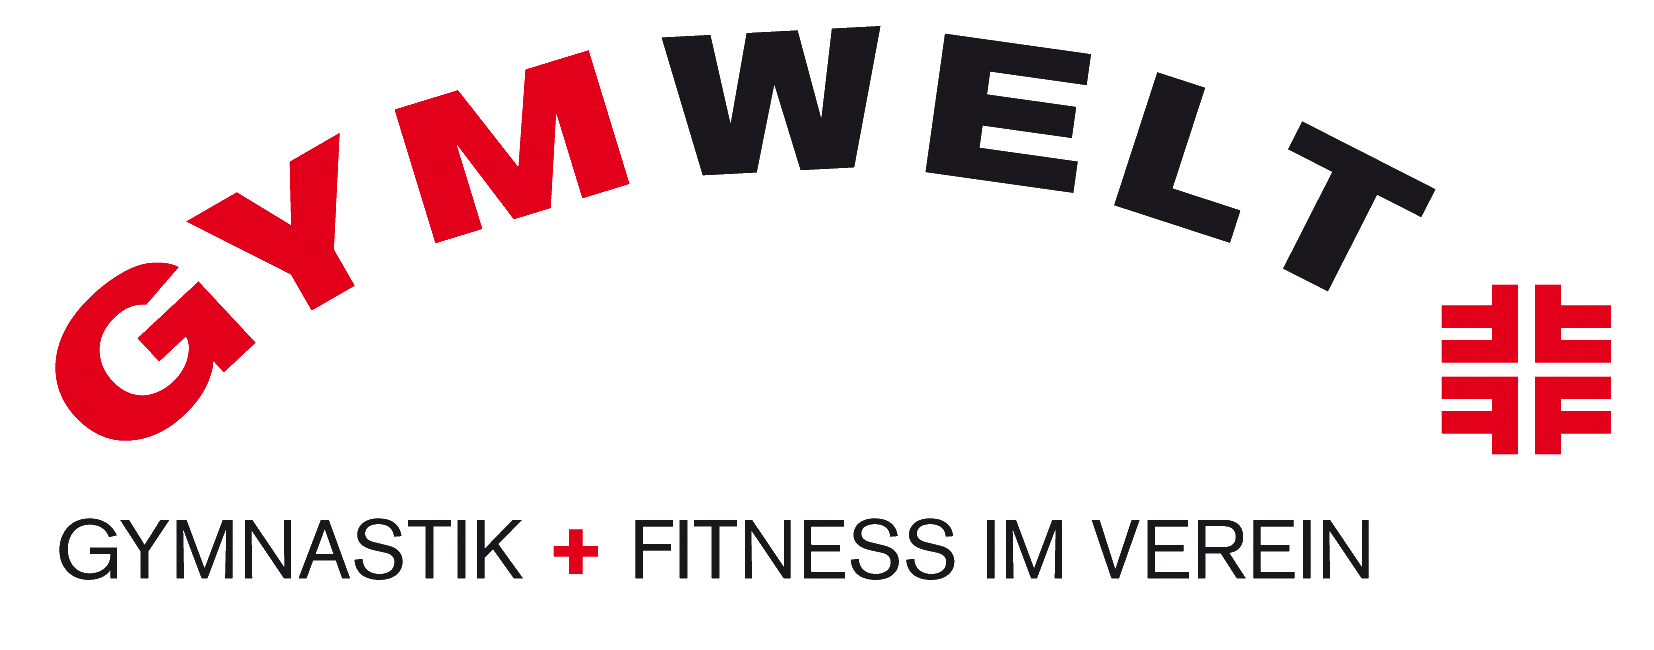 GYMWELT
GYMNASTIK + FITNESS IM VEREIN